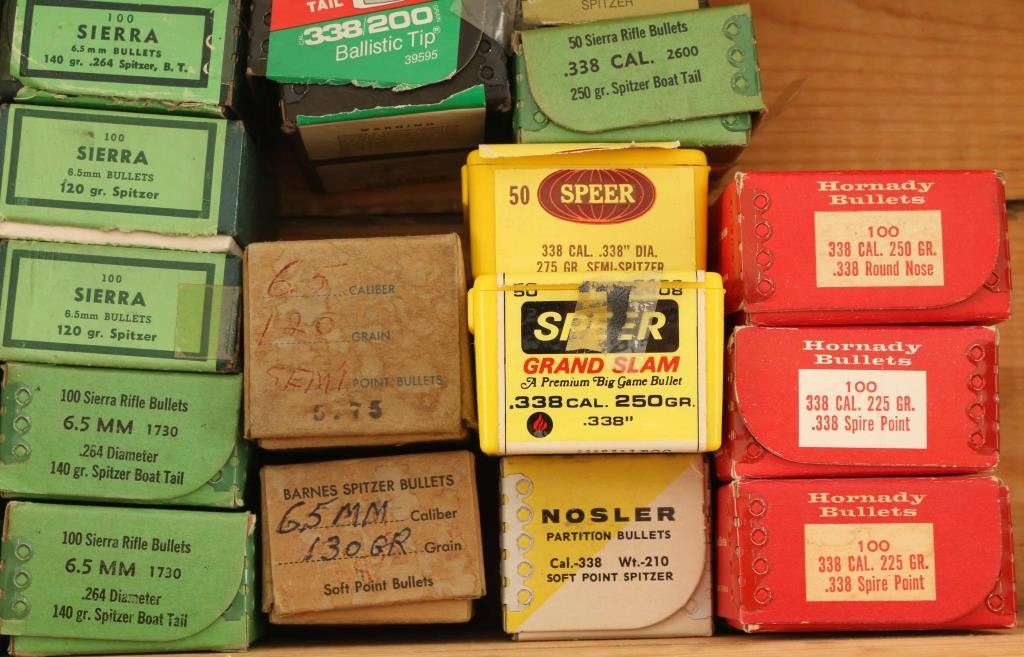 100
SIERRA
6.5mm BULLETS
140 gr. .264 Spitzer, B. T.
100
SIERRA
6.5mm BULLETS
120 gr. Spitzer
100
SIERRA
6.5mm BULLETS
120 gr. Spitzer
100 Sierra Rifle Bullets
6.5 MM 1730
.264 Diameter
140 gr. Spitzer Boat Tail
100 Sierra Rifle Bullets
6.5 MM 1730
.264 Diameter
140 gr. Spitzer Boat Tail
TAIL
CAL. 338/200 GRAIN
Ballistic Tip®
39595
WARNING
6.5 CALIBER
120 GRAIN
SEMI POINT BULLETS
5.75
BARNES SPITZER BULLETS
6.5MM Caliber
130GR Grain
Soft Point Bullets
SPITZER
50 Sierra Rifle Bullets
.338 CAL. 2600
250 gr. Spitzer Boat Tail
50 SPEER
338 CAL. .338" DIA.
275 GR. SEMI-SPITZER
50
SPEER
GRAND SLAM
A Premium Big Game Bullet
.338 CAL. 250 GR.
.338"
NOSLER
PARTITION BULLETS
Cal.-338 Wt.-210
SOFT POINT SPITZER
Hornady
Bullets
100
338 CAL. 250 GR.
.338 Round Nose
Hornady
Bullets
100
338 CAL. 225 GR.
.338 Spire Point
Hornady
Bullets
100
338 CAL. 225 GR.
.338 Spire Point